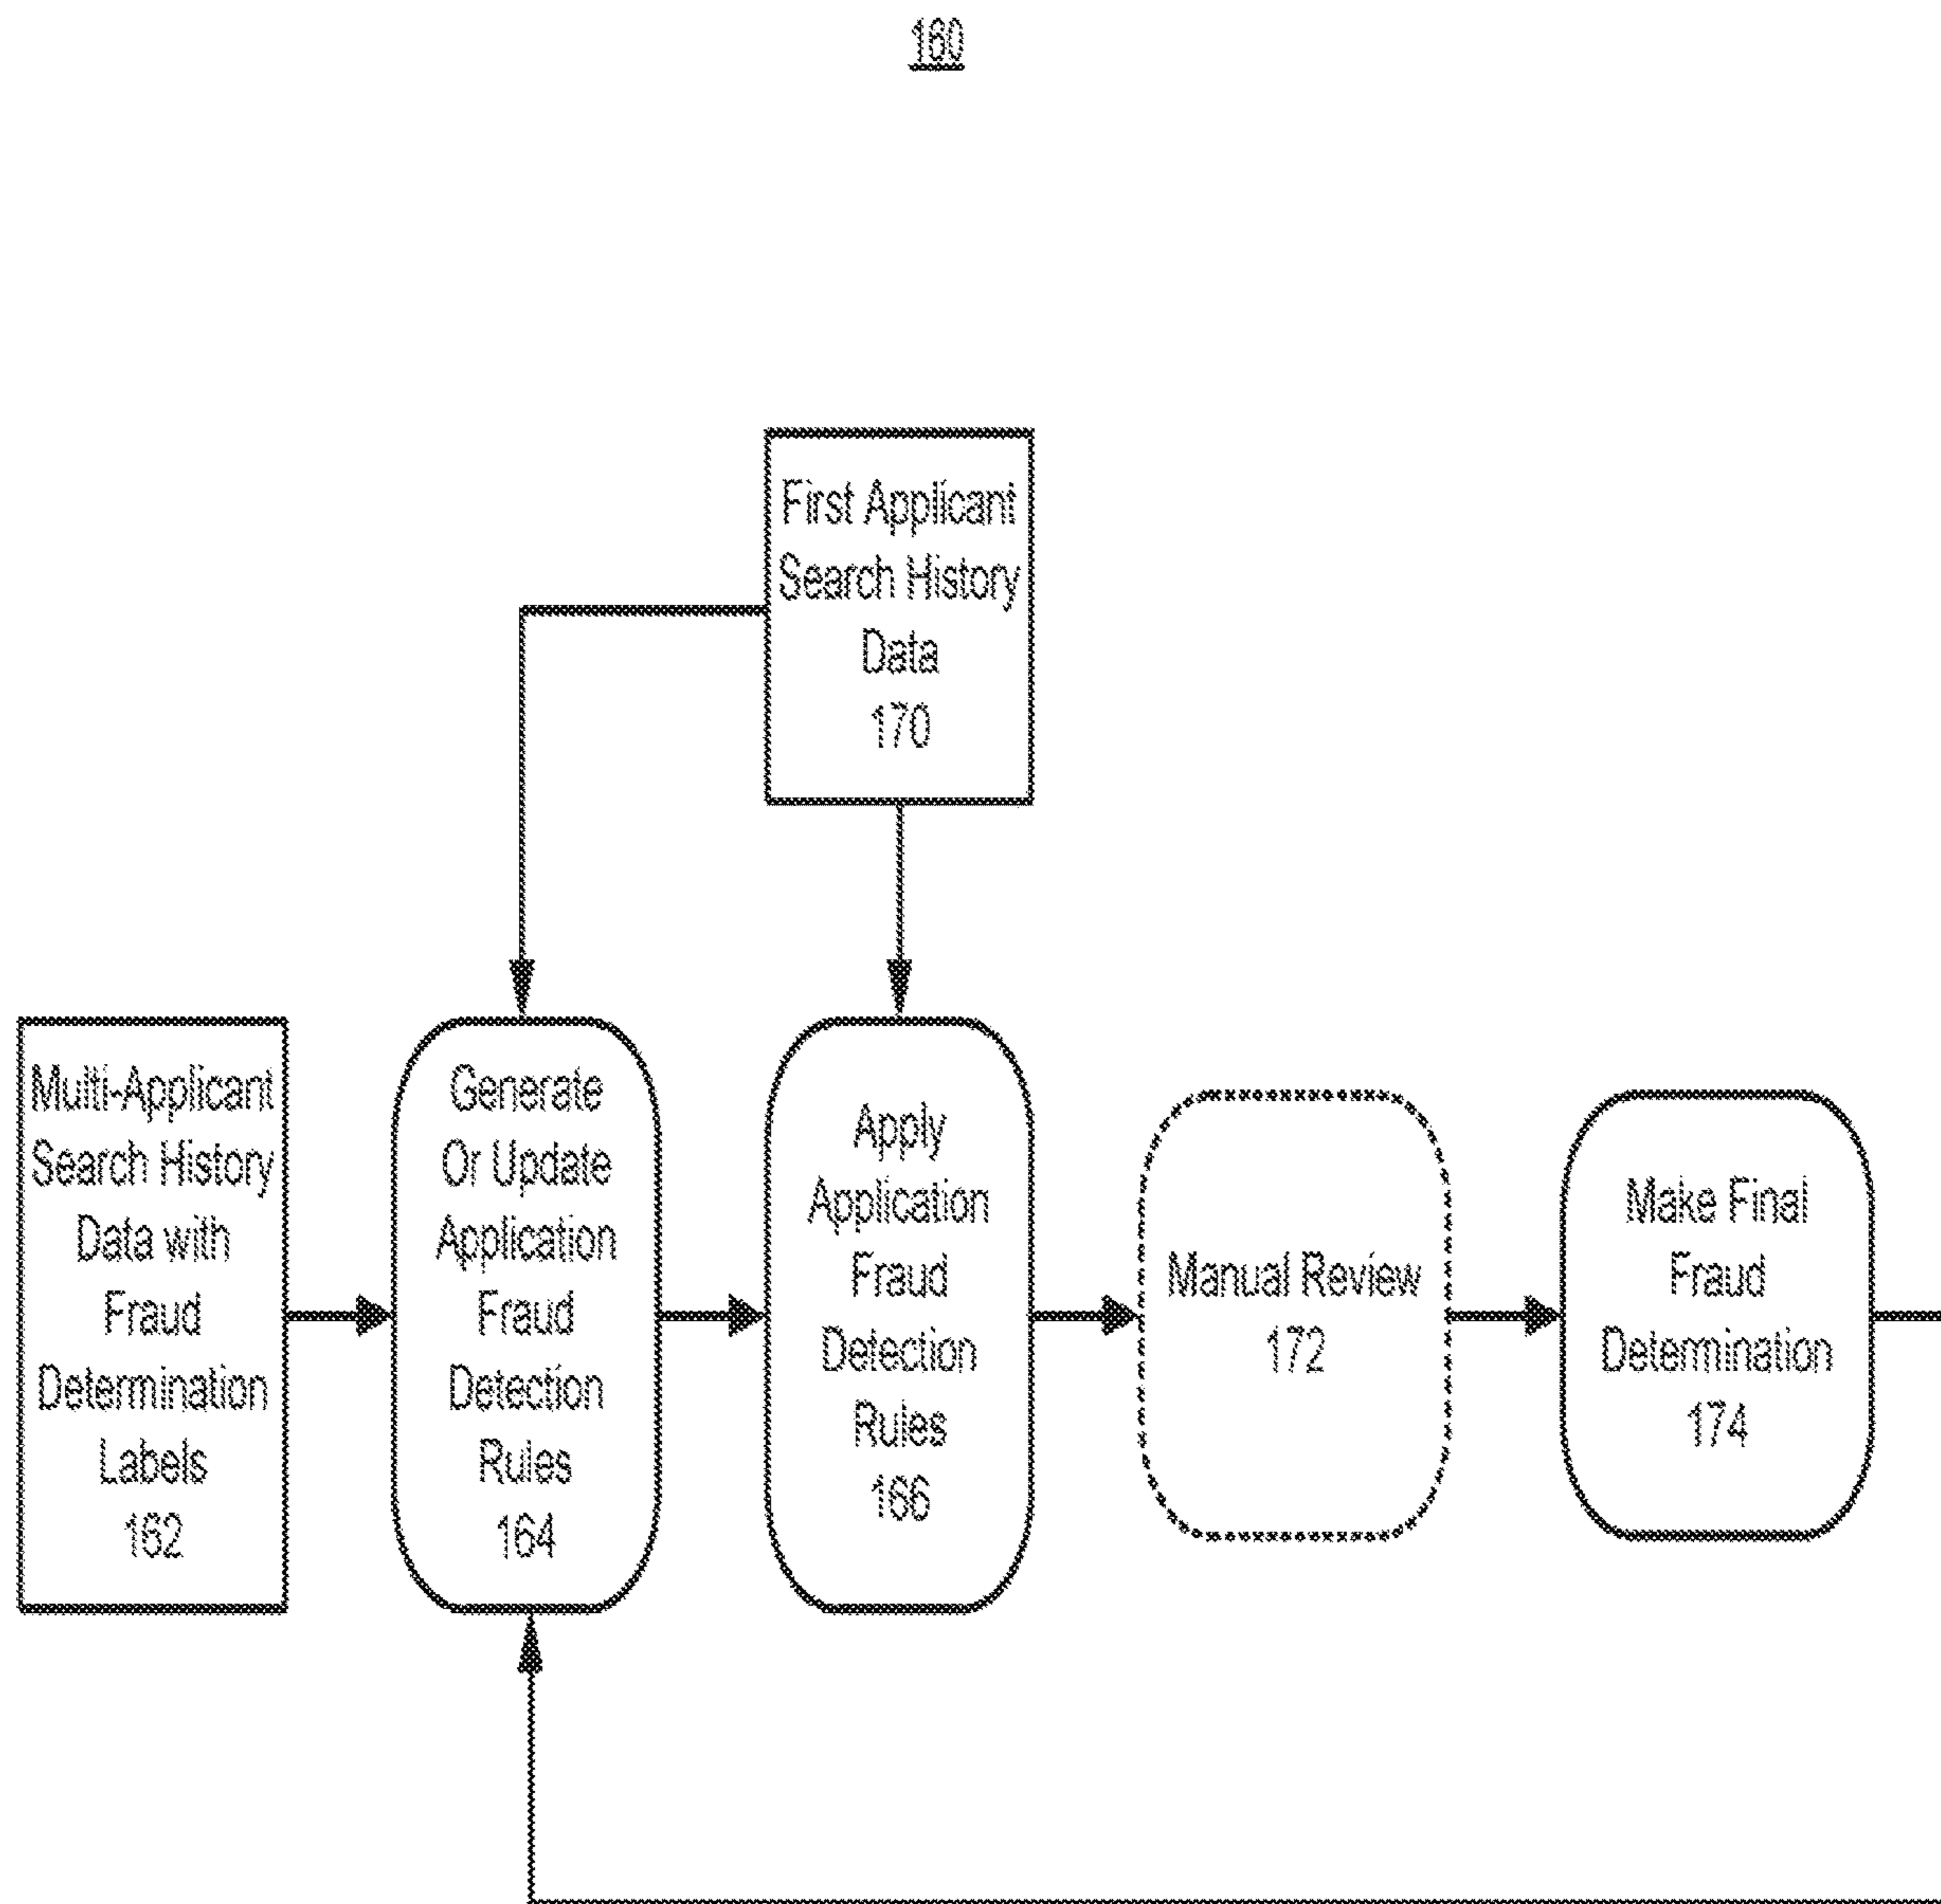 160
First Applicant
Search History
Data
170
Multi-Applicant
Search History
Data with
Fraud
Determination
Labels
162
Generate
Or Update
Application
Fraud
Detection
Rules
164
Apply
Application
Fraud
Detection
Rules
166
Manual Review
172
Make Final
Fraud
Determination
174